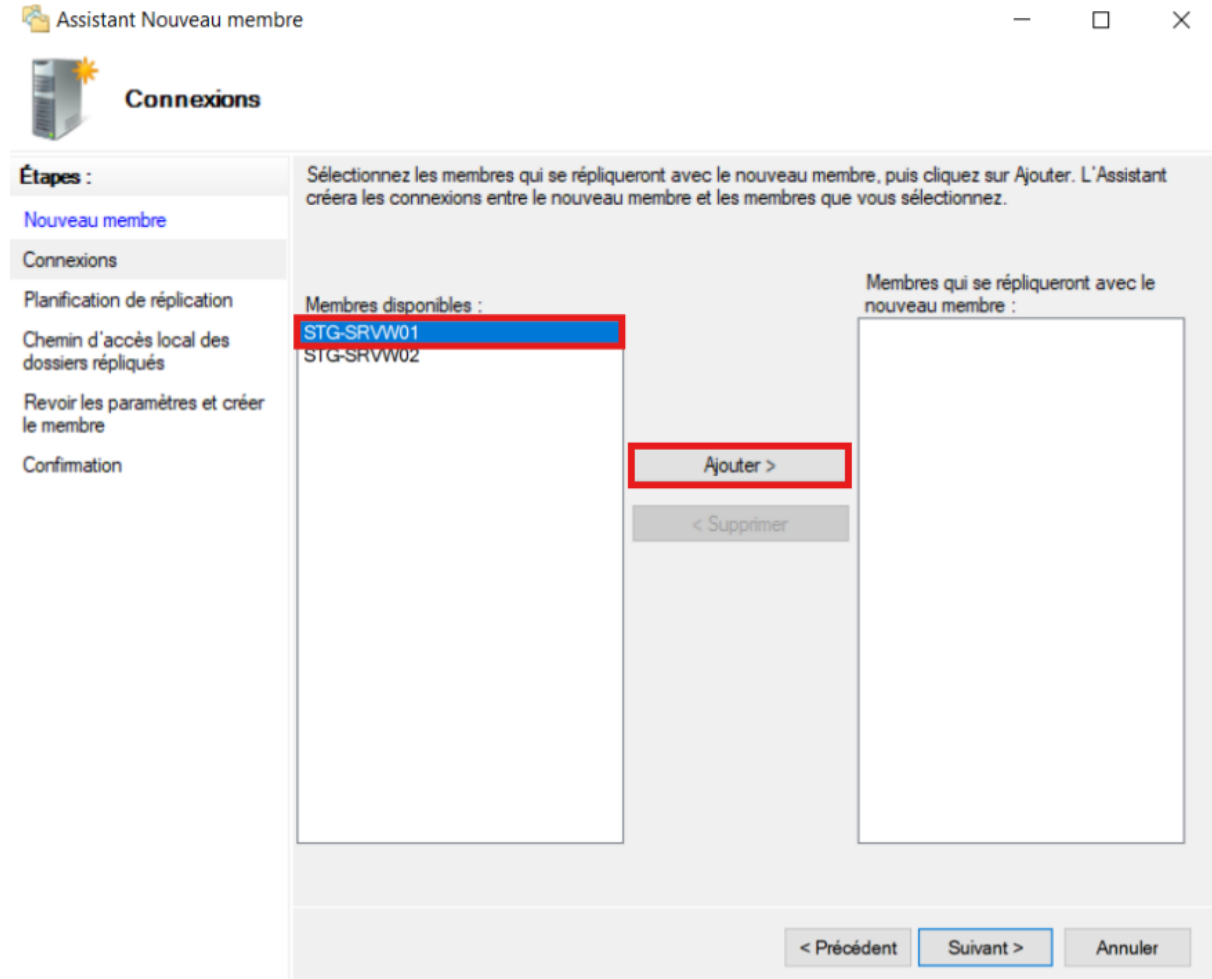 Assistant Nouveau membre
Connexions
Étapes :
Nouveau membre
Connexions
Planification de réplication
Chemin d'accès local des
dossiers répliqués
Revoir les paramètres et créer
le membre
Confirmation
Sélectionnez les membres qui se répliqueront avec le nouveau membre, puis cliquez sur Ajouter. L'Assistant
créera les connexions entre le nouveau membre et les membres que vous sélectionnez.
Membres disponibles :
STG-SRVW01
STG-SRVW02
Ajouter >
< Supprimer
Membres qui se répliqueront avec le
nouveau membre :
< Précédent
Suivant >
Annuler